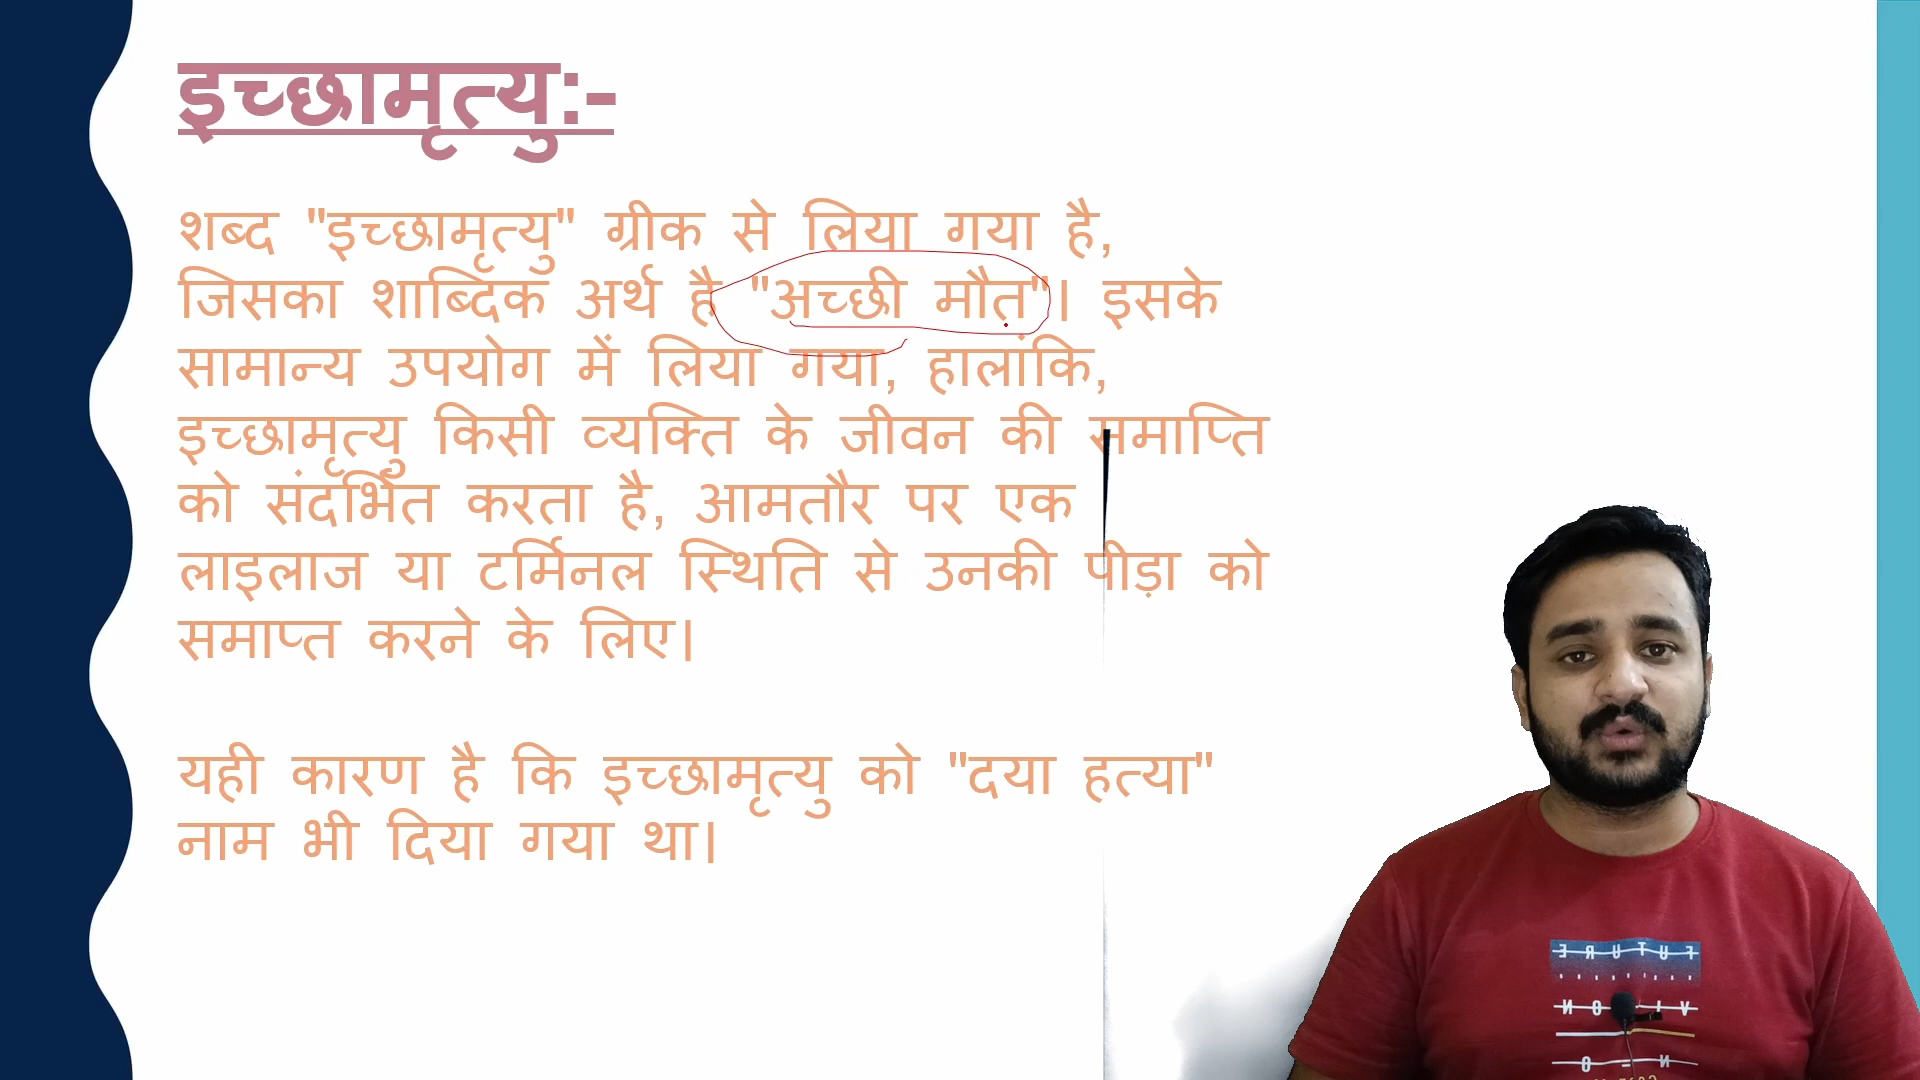 इच्छामृत्यु:-
शब्द "इच्छामृत्यु" ग्रीक से लिया गया है,
जिसका शाब्दिक अर्थ है "अच्छी मौत"। इसके
सामान्य उपयोग में लिया गया, हालांकि,
इच्छामृत्यु किसी व्यक्ति के जीवन की समाप्ति
को संदर्भित करता है, आमतौर पर एक
लाइलाज या टर्मिनल स्थिति से उनकी पीड़ा को
समाप्त करने के लिए।
यही कारण है कि इच्छामृत्यु को "दया हत्या"
नाम भी दिया गया था।
FUTURE